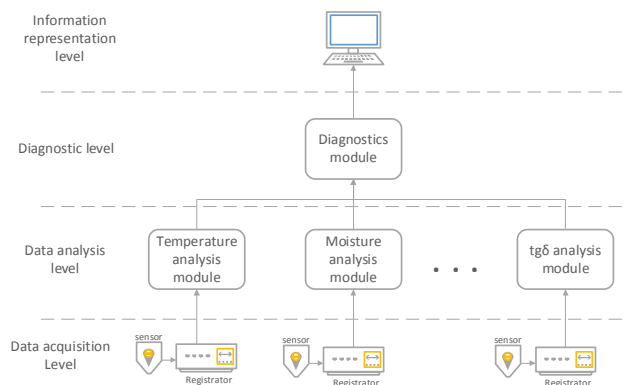 Information
representation
level
Diagnostic level
Diagnostics
module
Data analysis
level
Temperature
analysis
module
Moisture
analysis
module
. . .
tgδ analysis
module
Data acquisition
Level
sensor
Registrator
sensor
Registrator
sensor
Registrator